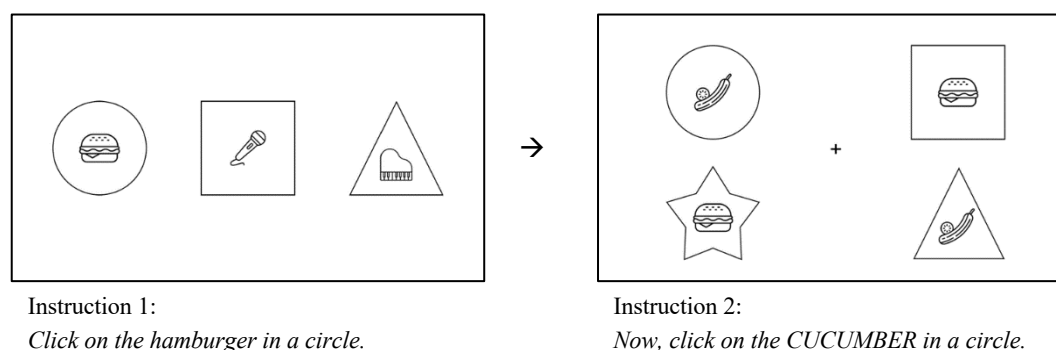 →
+
Instruction 1:
Click on the hamburger in a circle.
Instruction 2:
Now, click on the CUCUMBER in a circle.